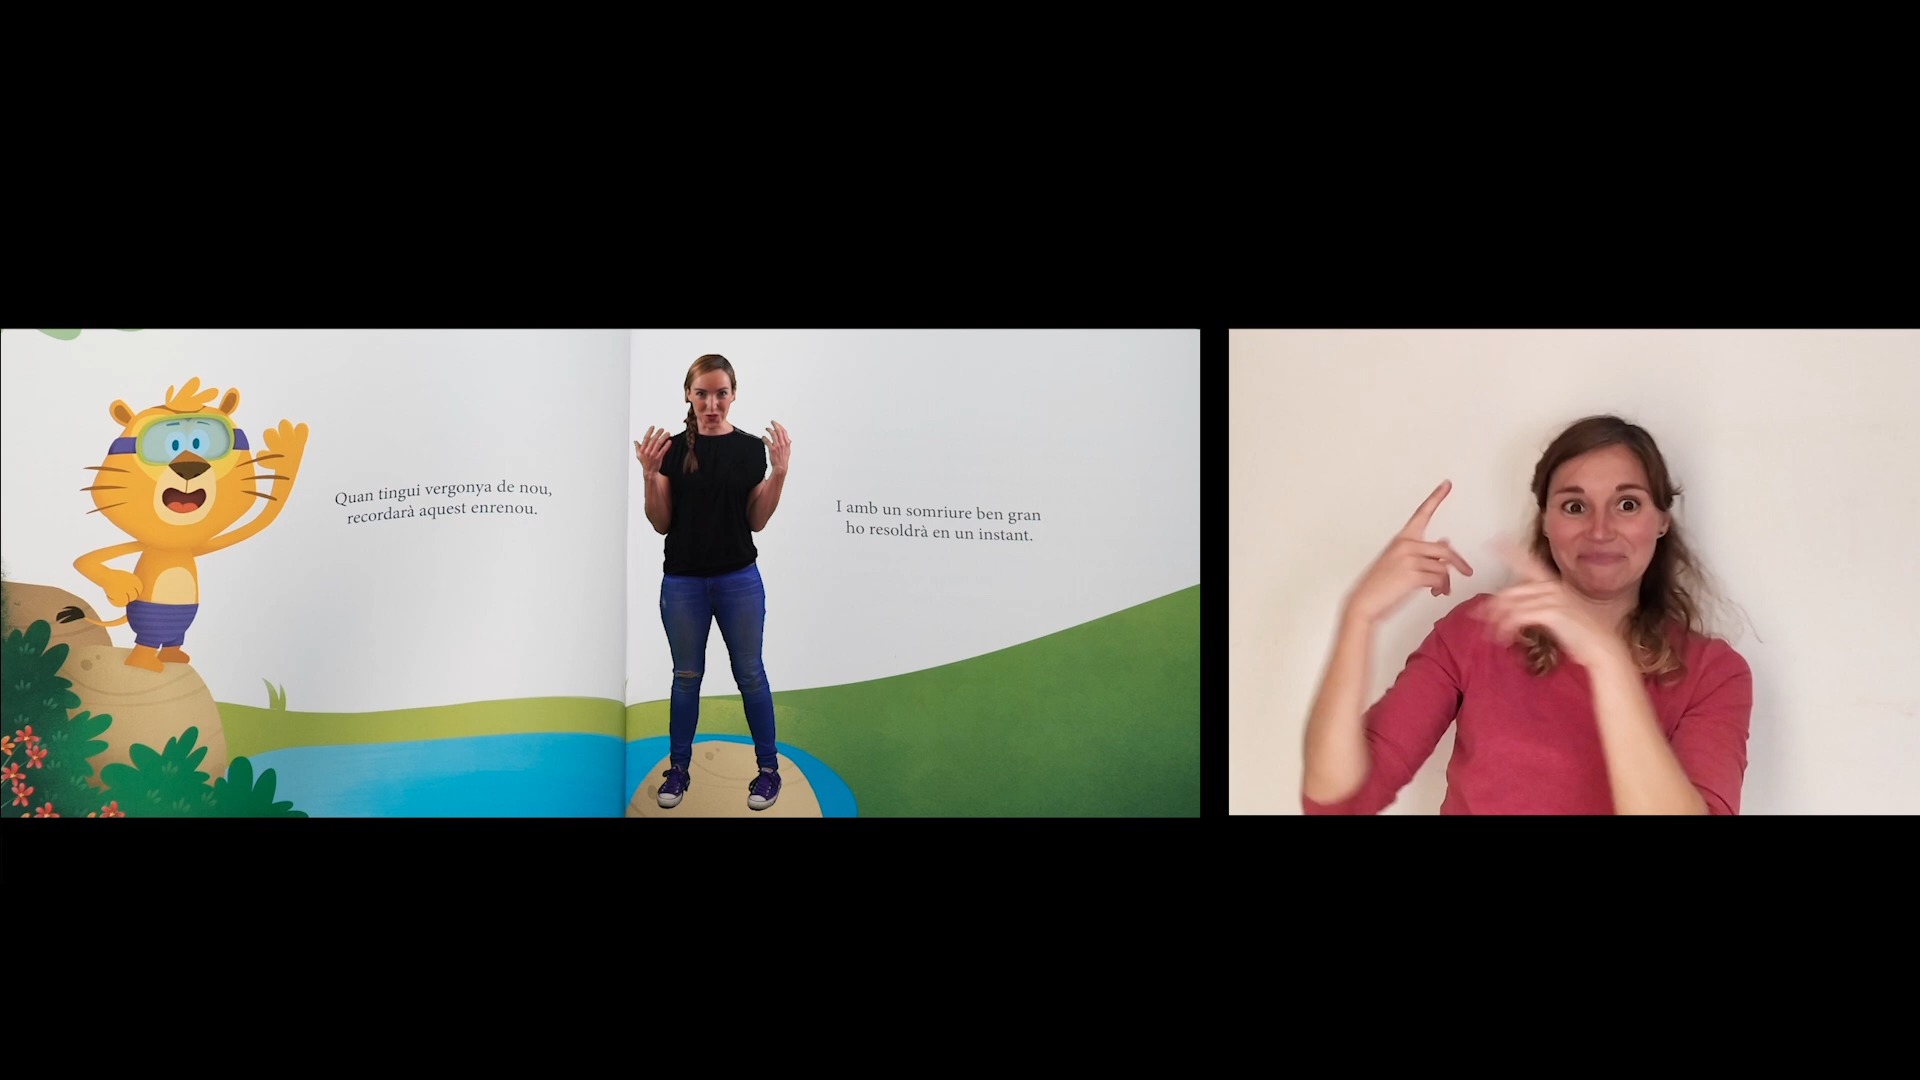 Quan tingui vergonya de nou,
recordarà aquest enrenou.
I amb un somriure ben gran
ho resoldrà en un instant.